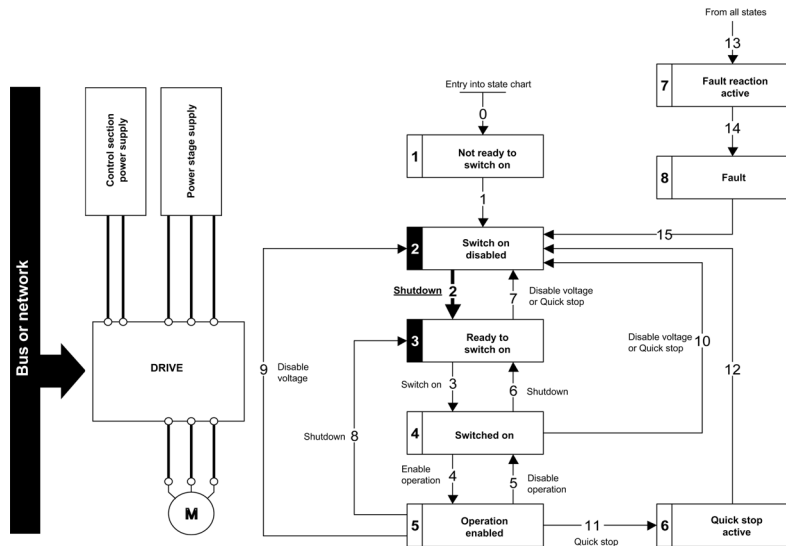 From all states
13
7
Fault reaction
active
14
8
Fault
15
Entry into state chart
0
1
Not ready to
switch on
1
2
Switch on
disabled
Shutdown
2
7
Disable voltage
or Quick stop
3
Ready to
switch on
Switch on
3
6
Shutdown
4
Switched on
Enable
operation
4
5
Disable
operation
5
Operation
enabled
11
Quick stop
6
Quick stop
active
Disable voltage
or Quick stop
10
12
9
Disable
voltage
Shutdown
8
Bus or network
Control section
power supply
Power stage supply
DRIVE
M